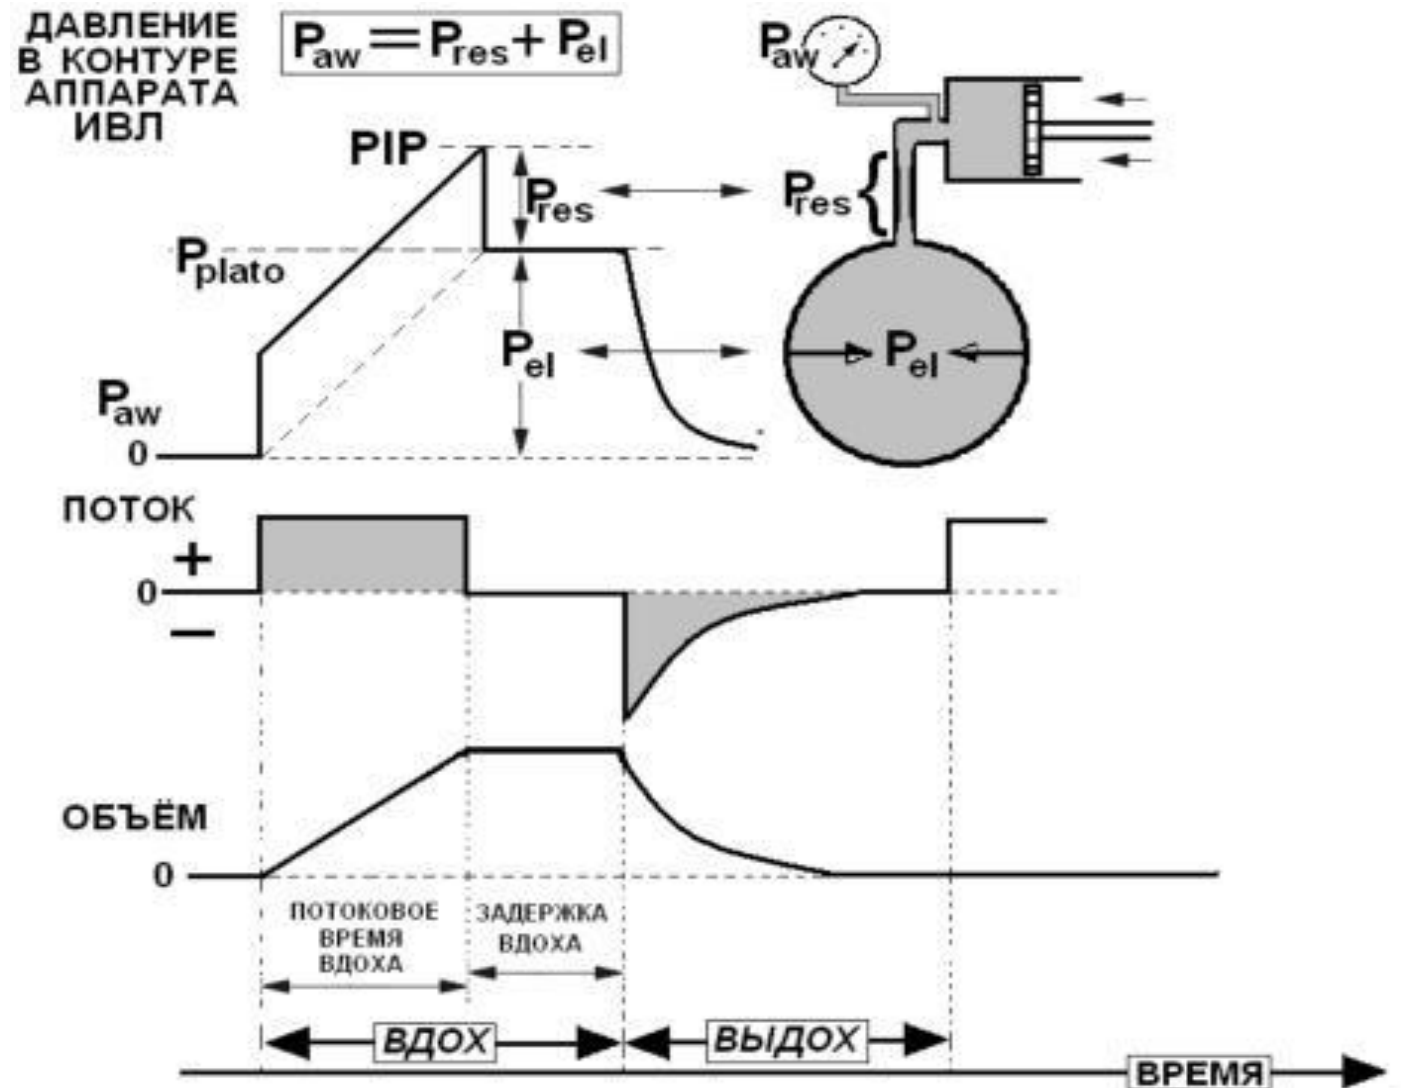 ДАВЛЕНИЕ
В КОНТУРЕ
АППАРАТА
ИВЛ
Paw = Pres + Pel
Paw
PIP
Pres
Pres
Pplato
Pel
Pel
Paw
0
ПОТОК
+
0
−
ОБЪЁМ
0
ПОТОКОВОЕ
ВРЕМЯ
ВДОХА
ЗАДЕРЖКА
ВДОХА
ВДОХ
ВЫДОХ
ВРЕМЯ